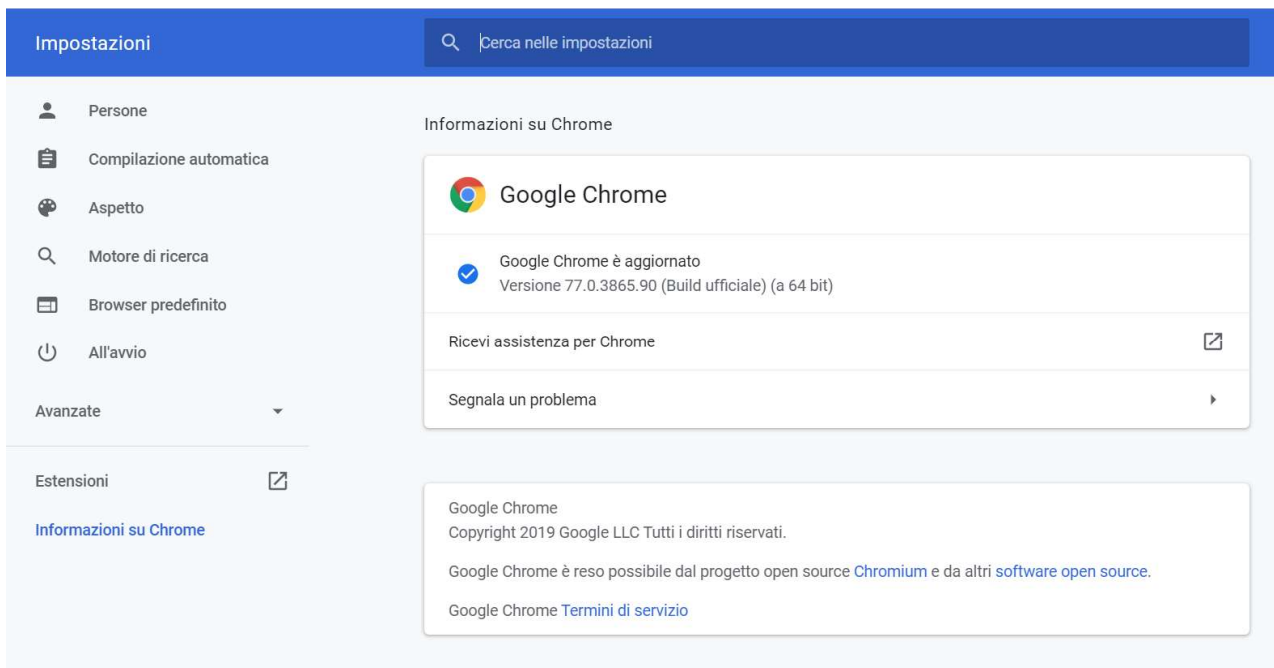 Impostazioni
Cerca nelle impostazioni
Persone
Compilazione automatica
Aspetto
Motore di ricerca
Browser predefinito
All'avvio
Avanzate
Estensioni
Informazioni su Chrome
Informazioni su Chrome
Google Chrome
Google Chrome è aggiornato
Versione 77.0.3865.90 (Build ufficiale) (a 64 bit)
Ricevi assistenza per Chrome
Segnala un problema
Google Chrome
Copyright 2019 Google LLC Tutti i diritti riservati.
Google Chrome è reso possibile dal progetto open source Chromium e da altri software open source.
Google Chrome Termini di servizio